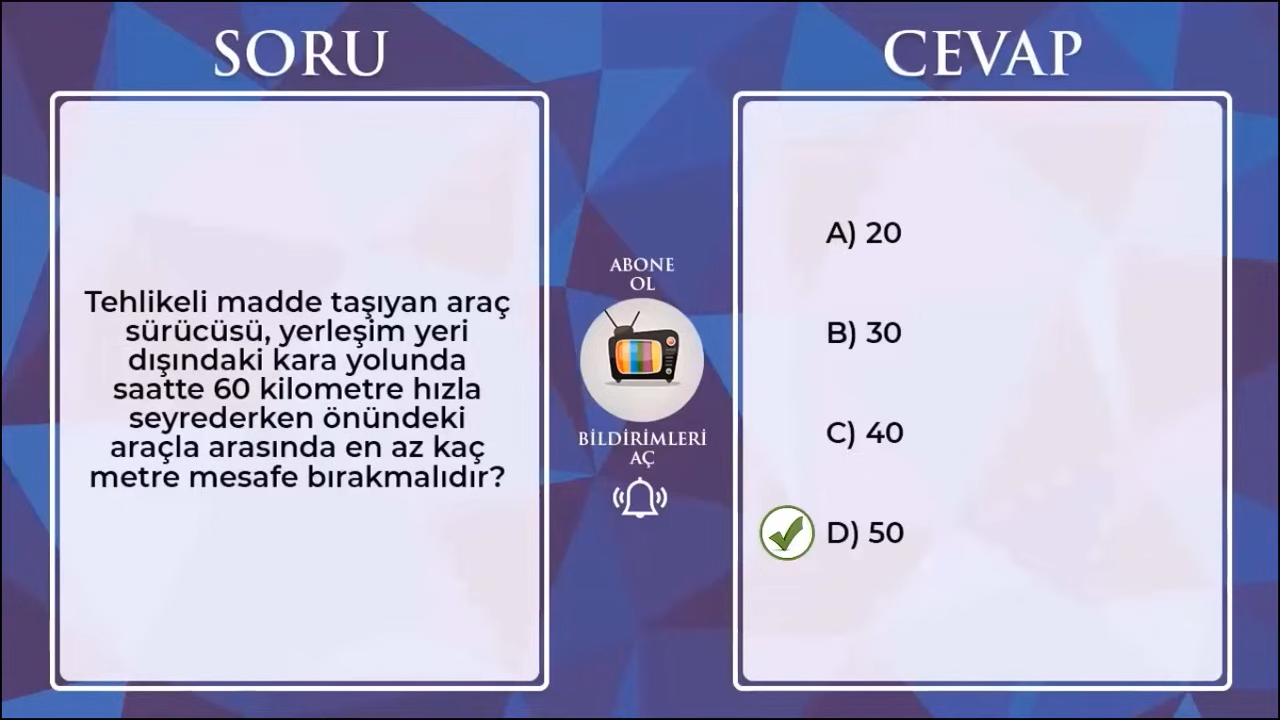 SORU
Tehlikeli madde taşıyan araç
sürücüsü, yerleşim yeri
dışındaki kara yolunda
saatte 60 kilometre hızla
seyrederken önündeki
araçla arasında en az kaç
metre mesafe bırakmalıdır?
ABONE
OL
BİLDİRİMLERİ
AÇ
CEVAP
A) 20
B) 30
C) 40
D) 50